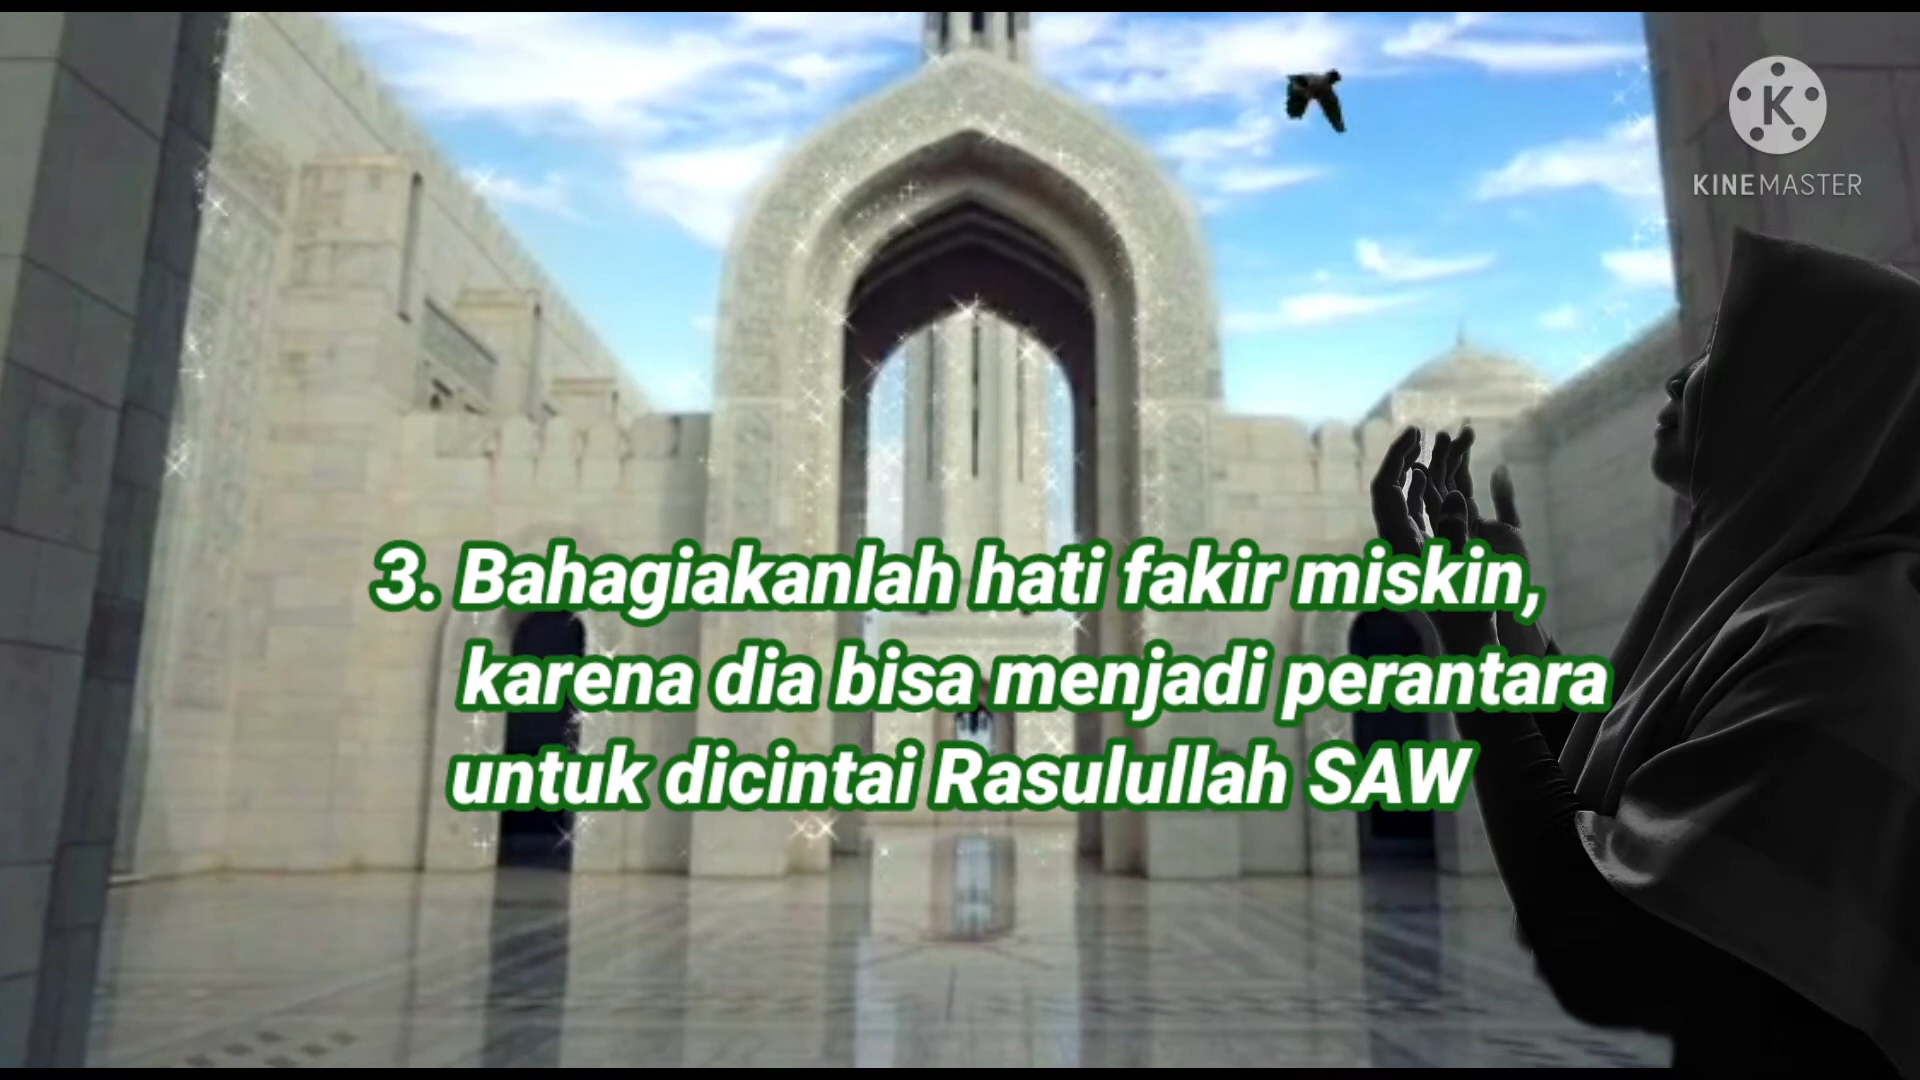 KINEMASTER
3. Bahagiakanlah hati fakir miskin,
karena dia bisa menjadi perantara
untuk dicintai Rasulullah SAW